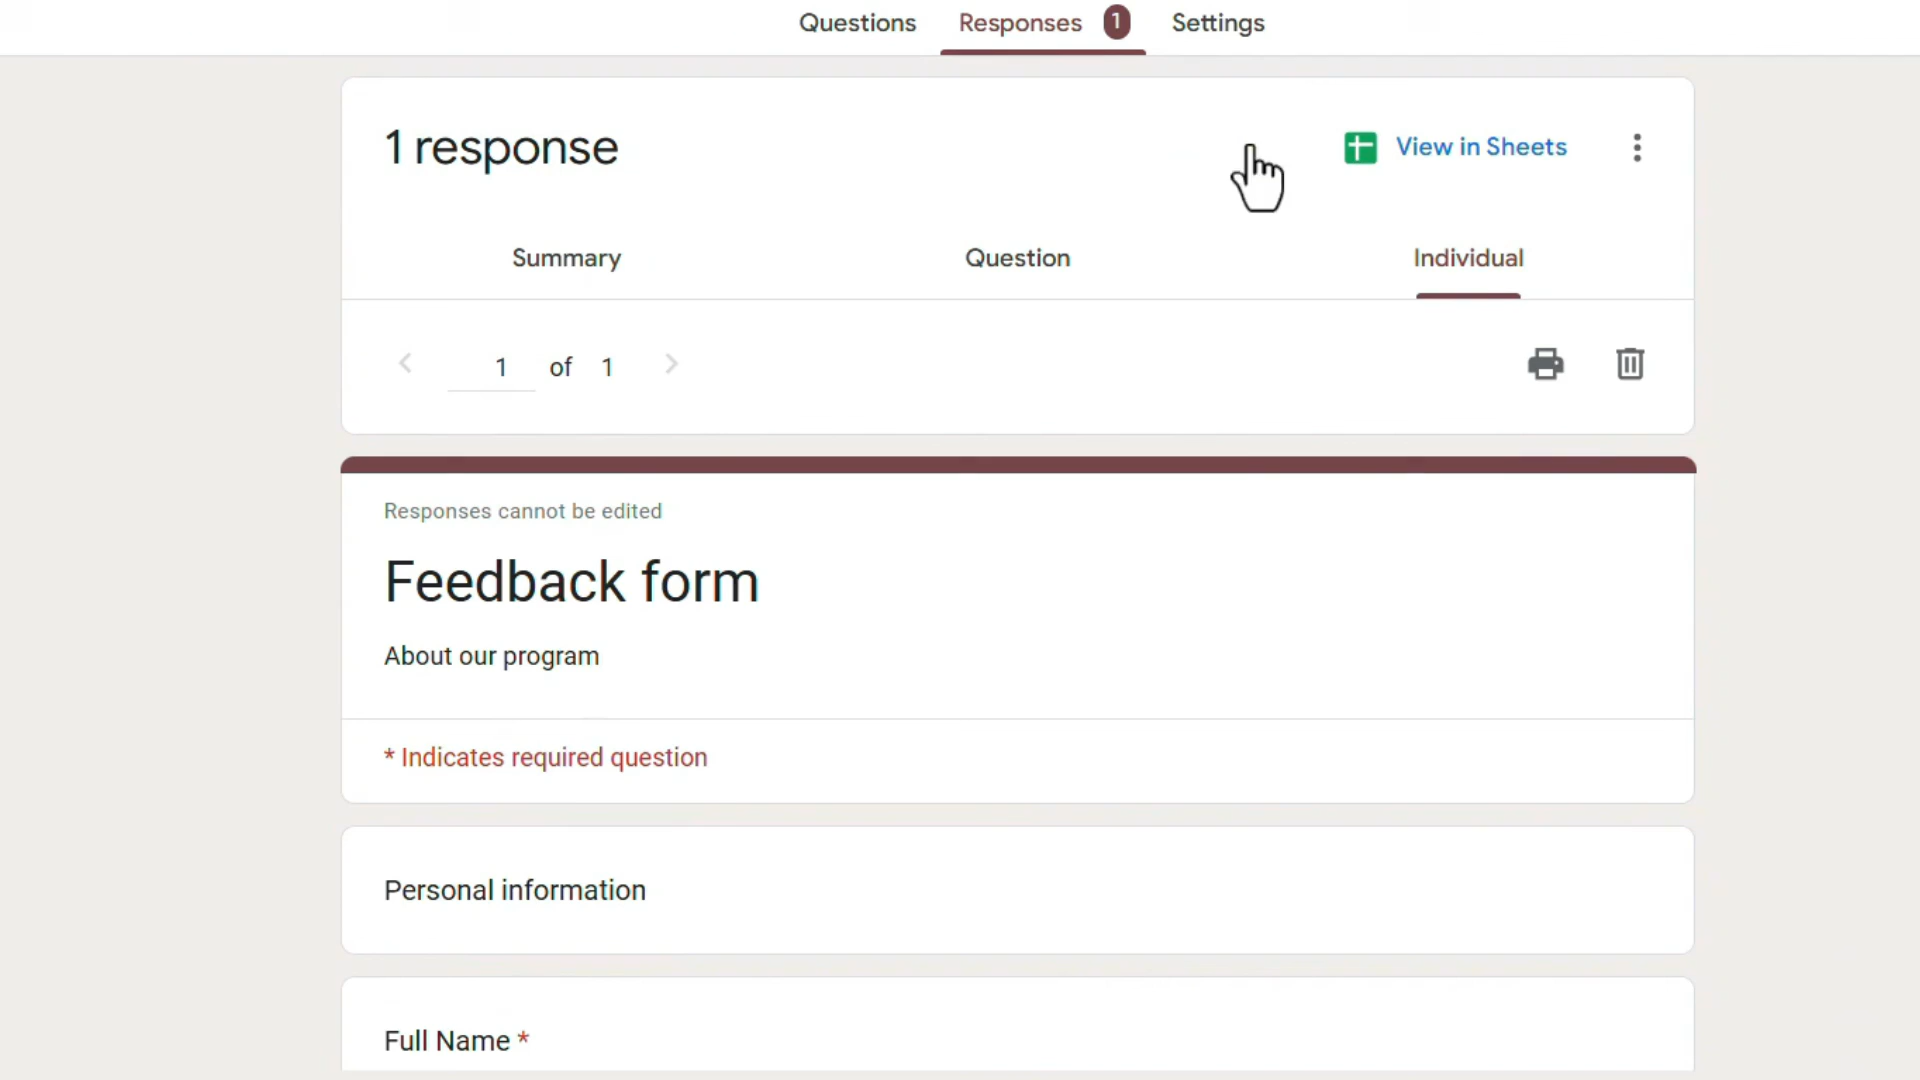 Questions Responses 1 Settings
1 response
View in Sheets
Summary Question Individual
1 of 1
Responses cannot be edited
Feedback form
About our program
* Indicates required question
Personal information
Full Name *